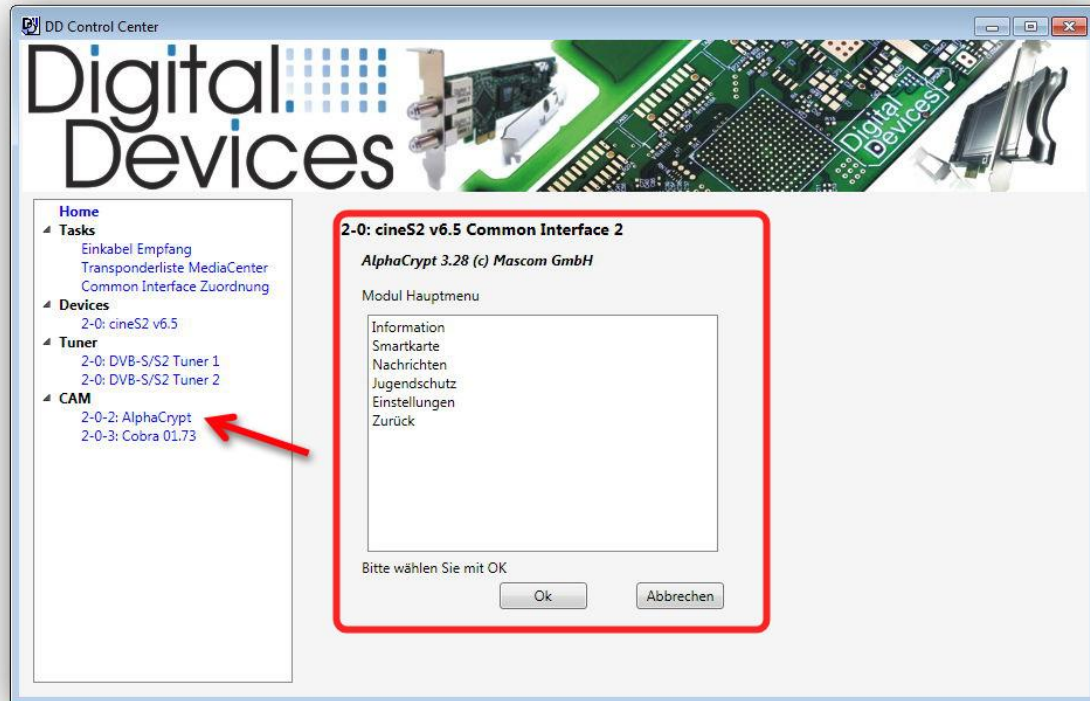 DD Control Center
Digital
Devices
Digital
Devices
Home
Tasks
Einkabel Empfang
Transponderliste MediaCenter
Common Interface Zuordnung
Devices
2-0: cineS2 v6.5
Tuner
2-0: DVB-S/S2 Tuner 1
2-0: DVB-S/S2 Tuner 2
CAM
2-0-2: AlphaCrypt
2-0-3: Cobra 01.73
2-0: cineS2 v6.5 Common Interface 2
AlphaCrypt 3.28 (c) Mascom GmbH
Modul Hauptmenu
Information
Smartkarte
Nachrichten
Jugendschutz
Einstellungen
Zurück
Bitte wählen Sie mit OK
Ok
Abbrechen